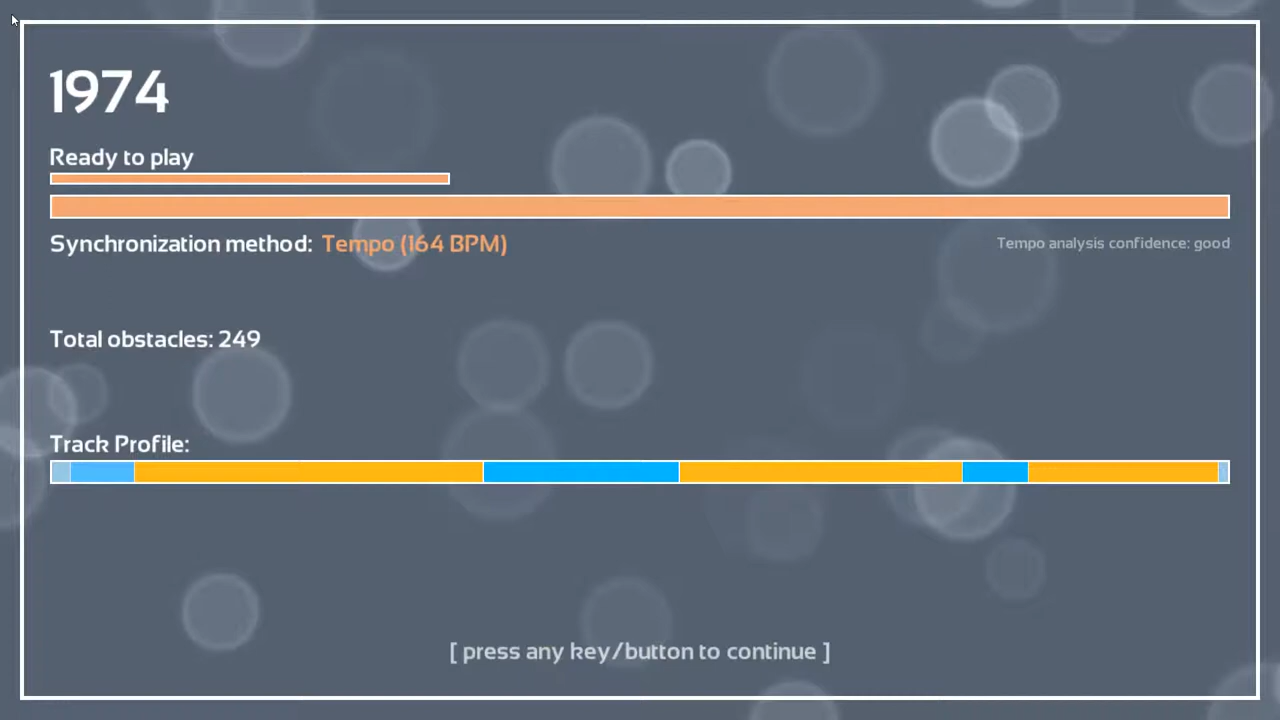 1974
Ready to play
Synchronization method: Tempo (164 BPM)
Tempo analysis confidence: good
Total obstacles: 249
Track Profile:
[ press any key/button to continue ]